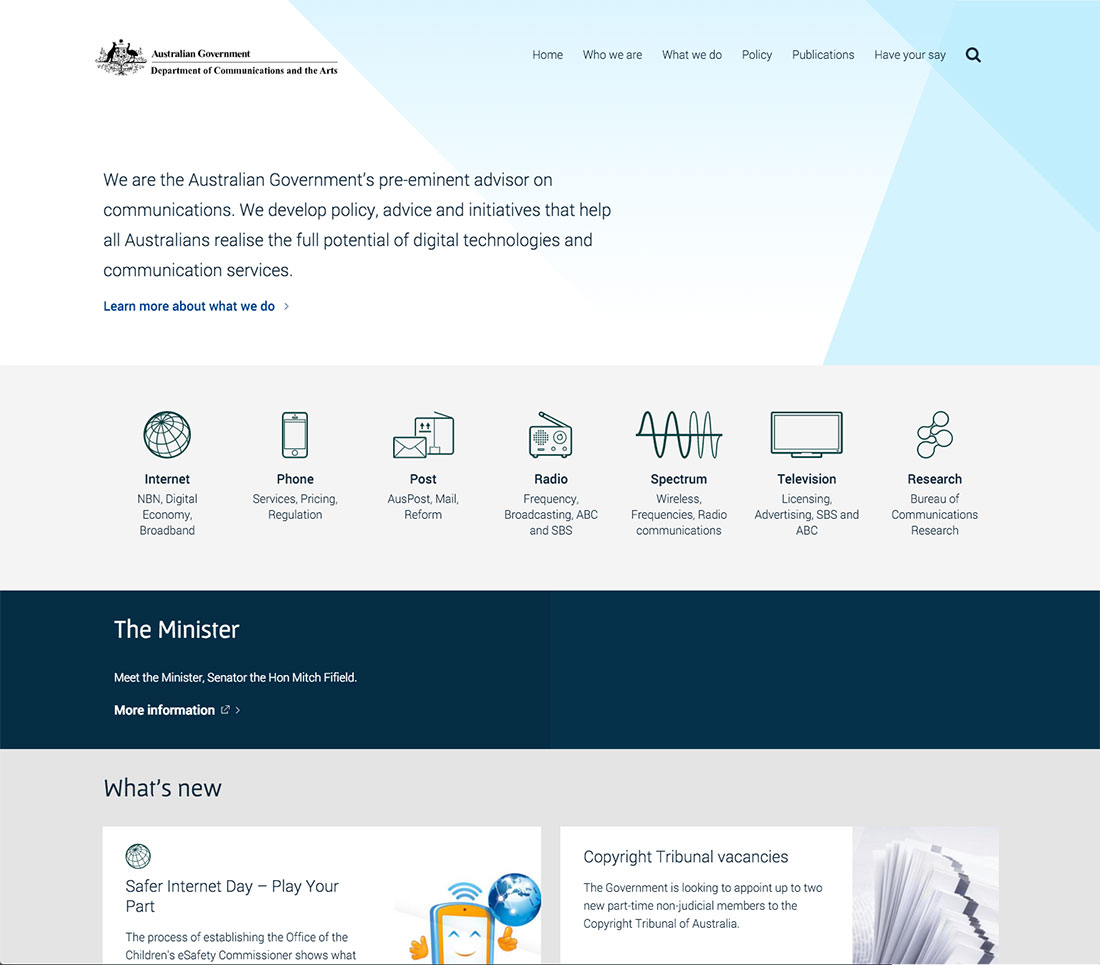 Australian Government
Department of Communications and the Arts
Home Who we are What we do Policy Publications Have your say
We are the Australian Government's pre-eminent advisor on
communications. We develop policy, advice and initiatives that help
all Australians realise the full potential of digital technologies and
communication services.
Learn more about what we do
Internet
NBN, Digital
Economy,
Broadband
Phone
Services, Pricing,
Regulation
Post
AusPost, Mail,
Reform
Radio
Frequency,
Broadcasting, ABC
and SBS
Spectrum
Wireless,
Frequencies, Radio
communications
Television
Licensing,
Advertising, SBS and
ABC
Research
Bureau of
Communications
Research
The Minister
Meet the Minister, Senator the Hon Mitch Fifield.
More information
What's new
Safer Internet Day – Play Your
Part
The process of establishing the Office of the
Children's eSafety Commissioner shows what
Copyright Tribunal vacancies
The Government is looking to appoint up to two
new part-time non-judicial members to the
Copyright Tribunal of Australia.